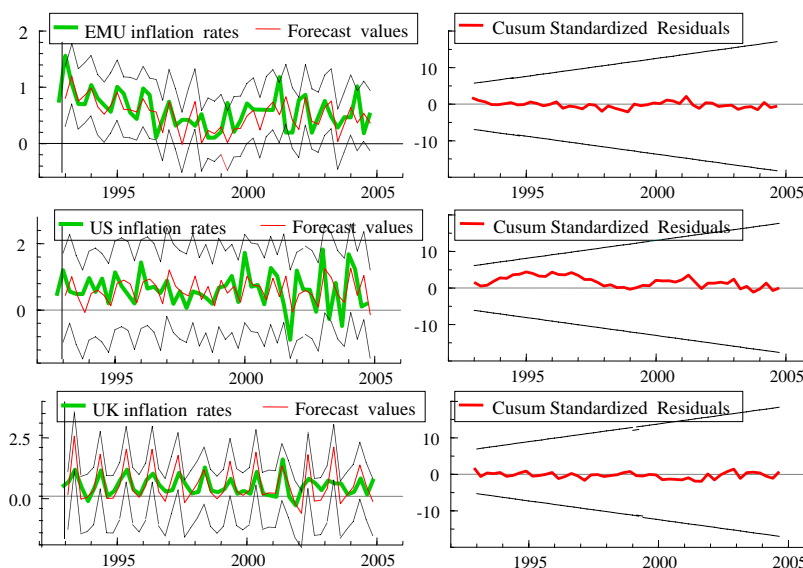 EMU inflation rates Forecast values
2
1
0
1995 2000 2005
Cusum Standardized Residuals
10
0
-10
1995 2000 2005
US inflation rates Forecast values
2
0
1995 2000 2005
Cusum Standardized Residuals
10
0
-10
1995 2000 2005
UK inflation rates Forecast values
2.5
0.0
1995 2000 2005
Cusum Standardized Residuals
10
0
-10
1995 2000 2005